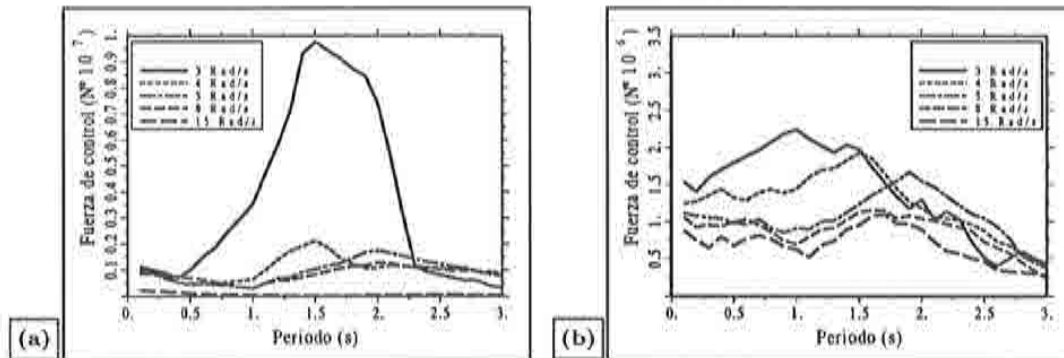 (a)
Fuerza de control (N* 10^7)
0.1 0.2 0.3 0.4 0.5 0.6 0.7 0.8 0.9 1.
3 Rad/s
4 Rad/s
5 Rad/s
8 Rad/s
15 Rad/s
0. 0.5 1.0 1.5 2.0 2.5 3.
Periodo (s)
(b)
Fuerza de control (N* 10^6)
0.5 1. 1.5 2. 2.5 3. 3.5
3 Rad/s
4 Rad/s
5 Rad/s
8 Rad/s
15 Rad/s
0. 0.5 1.0 1.5 2.0 2.5 3.
Periodo (s)